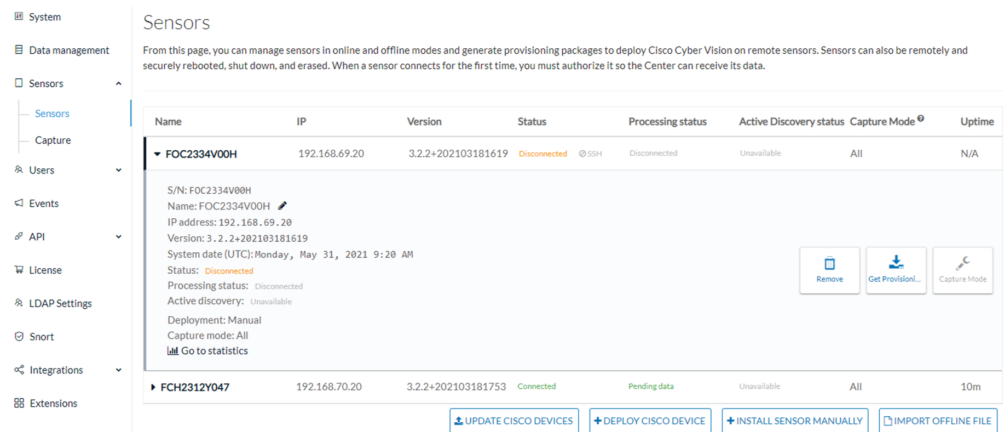 System
Data management
Sensors
Sensors
Capture
Users
Events
API
License
LDAP Settings
Snort
Integrations
Extensions
Sensors
From this page, you can manage sensors in online and offline modes and generate provisioning packages to deploy Cisco Cyber Vision on remote sensors. Sensors can also be remotely and
securely rebooted, shut down, and erased. When a sensor connects for the first time, you must authorize it so the Center can receive its data.
Name IP Version Status Processing status Active Discovery status Capture Mode Uptime
FOC2334V00H 192.168.69.20 3.2.2+202103181619 Disconnected SSH Disconnected Unavailable All N/A
S/N: FOC2334V00H
Name: FOC2334V00H
IP address: 192.168.69.20
Version: 3.2.2+202103181619
System date (UTC): Monday, May 31, 2021 9:20 AM
Status: Disconnected
Processing status: Disconnected
Active discovery: Unavailable
Deployment: Manual
Capture mode: All
Go to statistics
Remove Get Provisioni... Capture Mode
FCH2312Y047 192.168.70.20 3.2.2+202103181753 Connected Pending data Unavailable All 10m
UPDATE CISCO DEVICES +DEPLOY CISCO DEVICE +INSTALL SENSOR MANUALLY IMPORT OFFLINE FILE